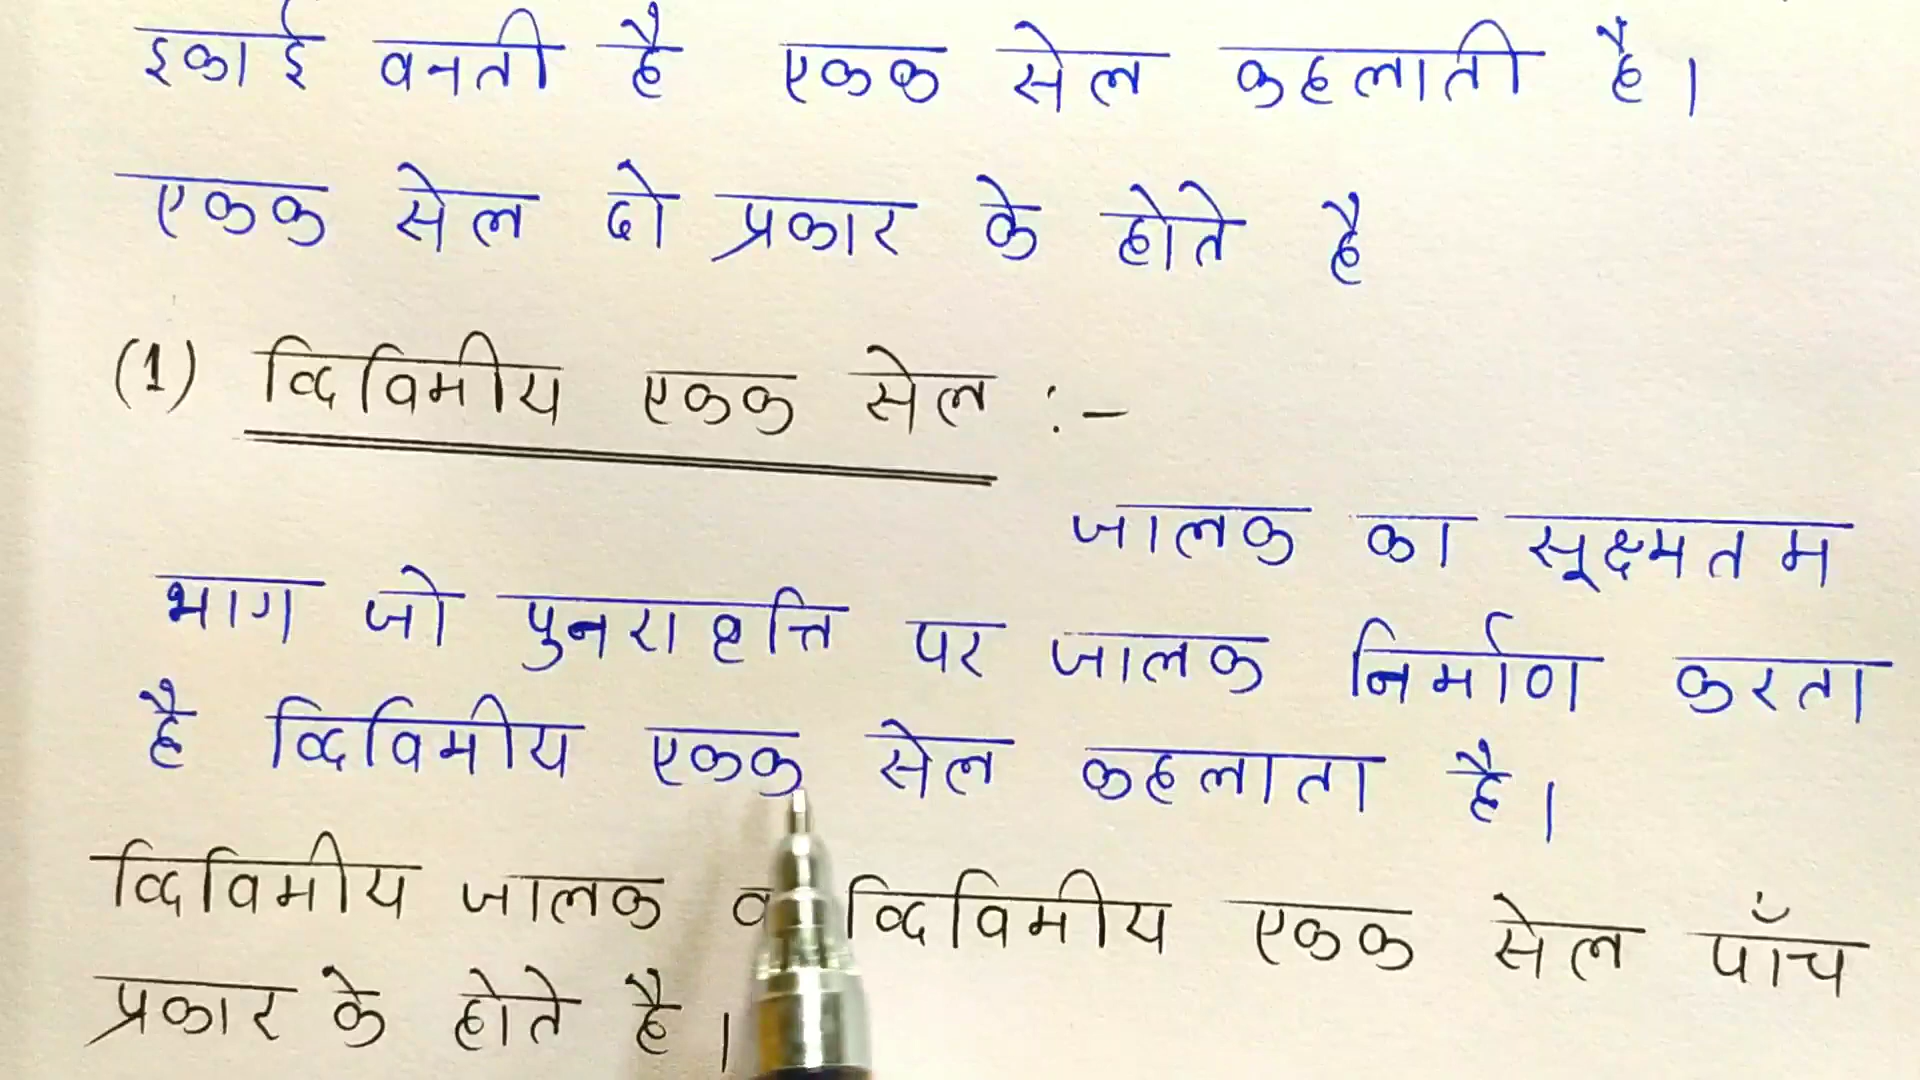 इकाई बनती है एकक सेल कहलाती है।
एकक सेल दो प्रकार के होते है
(1) द्विविमीय एकक सेल :-
जालक का सूक्ष्मतम
भाग जो पुनरावृत्ति पर जालक निर्माण करता
है द्विविमीय एकक सेल कहलाता है।
द्विविमीय जालक व द्विविमीय एकक सेल पाँच
प्रकार के होते है।